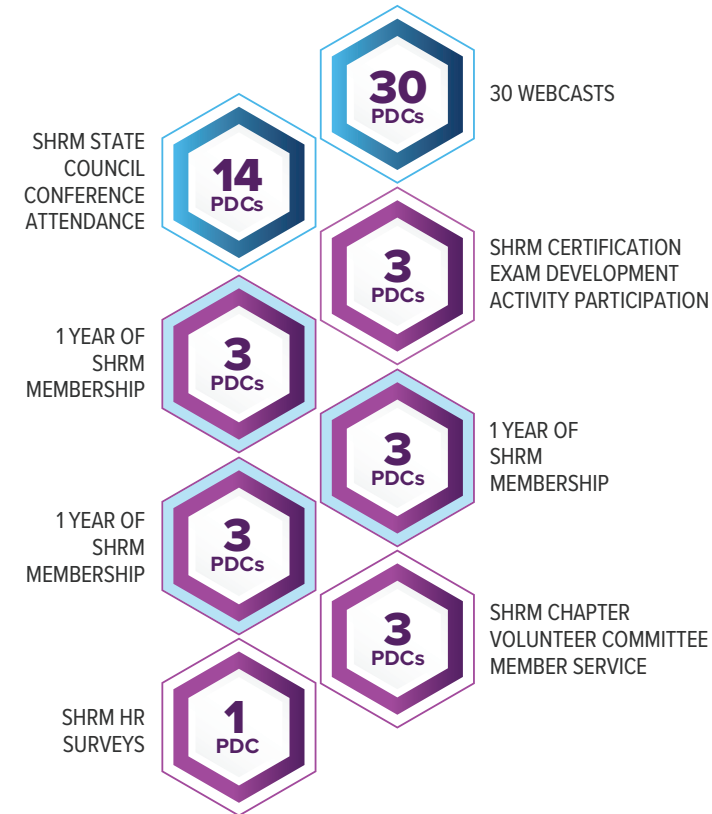 30
PDCs
30 WEBCASTS
SHRM STATE
COUNCIL
CONFERENCE
ATTENDANCE
14
PDCs
3
PDCs
SHRM CERTIFICATION
EXAM DEVELOPMENT
ACTIVITY PARTICIPATION
1 YEAR OF
SHRM
MEMBERSHIP
3
PDCs
3
PDCs
1 YEAR OF
SHRM
MEMBERSHIP
1 YEAR OF
SHRM
MEMBERSHIP
3
PDCs
3
PDCs
SHRM CHAPTER
VOLUNTEER COMMITTEE
MEMBER SERVICE
SHRM HR
SURVEYS
1
PDC